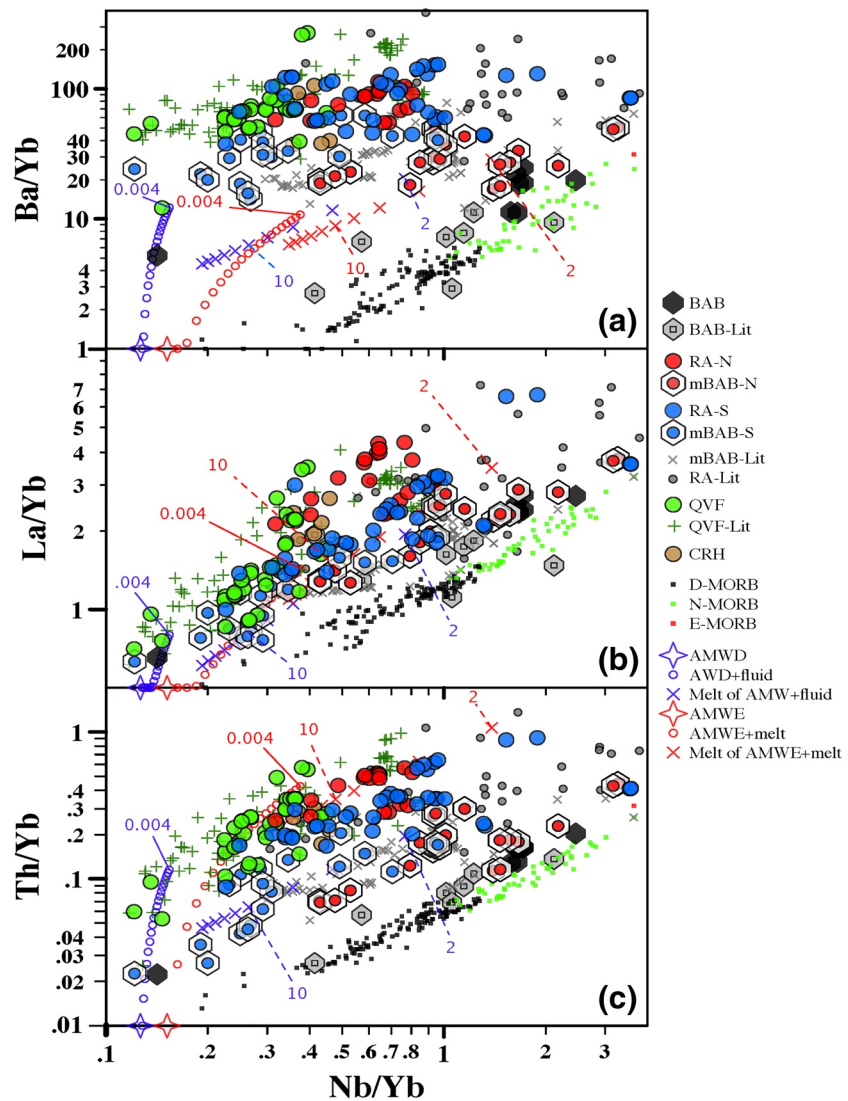 200
100
40
30
20
10
4
3
2
1
Ba/Yb
0.004
0.004
2
10
10
2
(a)
7
5
4
3
2
1
La/Yb
2
10
0.004
.004
2
10
(b)
1
.4
.3
.2
.1
.04
.03
.02
.01
Th/Yb
2
10
0.004
0.004
2
10
(c)
.1 .2 .3 .4 .5 .6 .7 .8 1 2 3
Nb/Yb
BAB
BAB-Lit
RA-N
mBAB-N
RA-S
mBAB-S
mBAB-Lit
RA-Lit
QVF
QVF-Lit
CRH
D-MORB
N-MORB
E-MORB
AMWD
AWD+fluid
Melt of AMW+fluid
AMWE
AMWE+melt
Melt of AMWE+melt